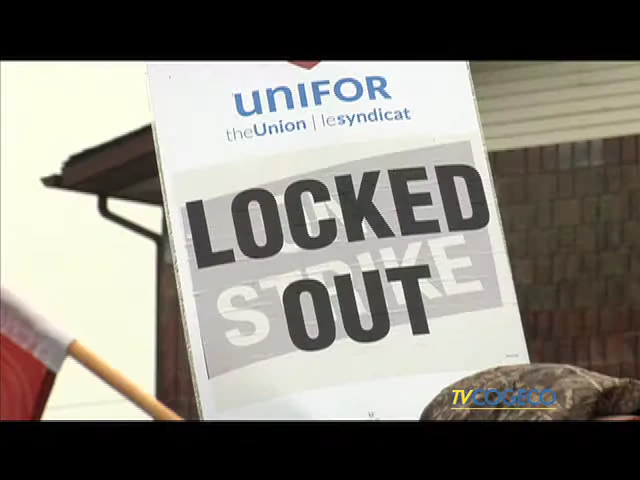 unifor
theUnion | lesyndicat
LOCKED
OUT
STRIKE
TVCOGECO